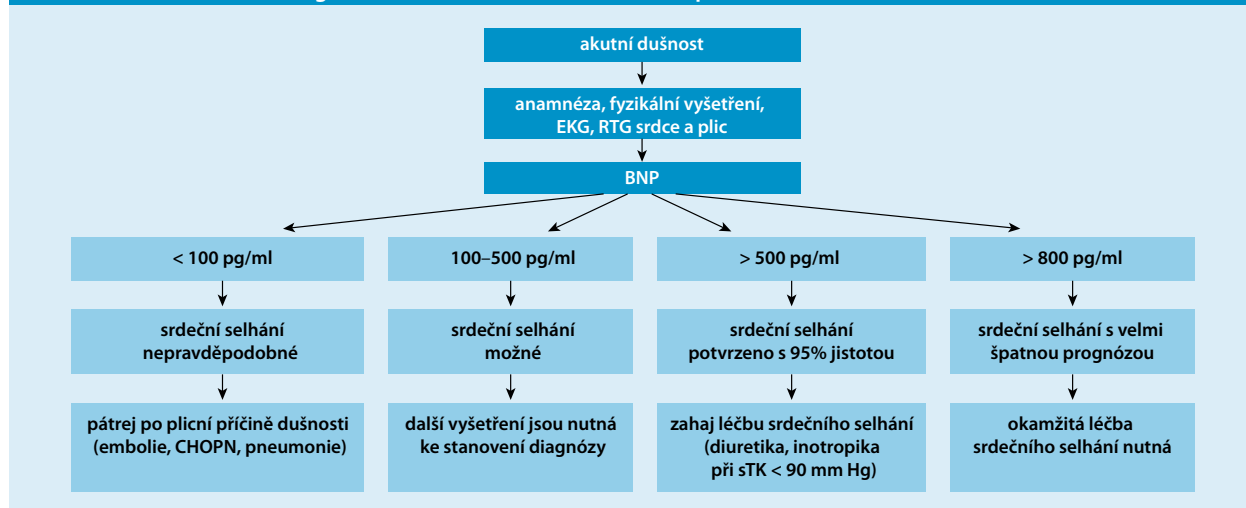 akutní dušnost
anamnéza, fyzikální vyšetření,
EKG, RTG srdce a plic
BNP
< 100 pg/ml
srdeční selhání
nepravděpodobné
pátrej po plicní příčině dušnosti
(embolie, CHOPN, pneumonie)
100–500 pg/ml
srdeční selhání
možné
další vyšetření jsou nutná
ke stanovení diagnózy
> 500 pg/ml
srdeční selhání
potvrzeno s 95% jistotou
zahaj léčbu srdečního selhání
(diuretika, inotropika
při sTK < 90 mm Hg)
> 800 pg/ml
srdeční selhání s velmi
špatnou prognózou
okamžitá léčba
srdečního selhání nutná